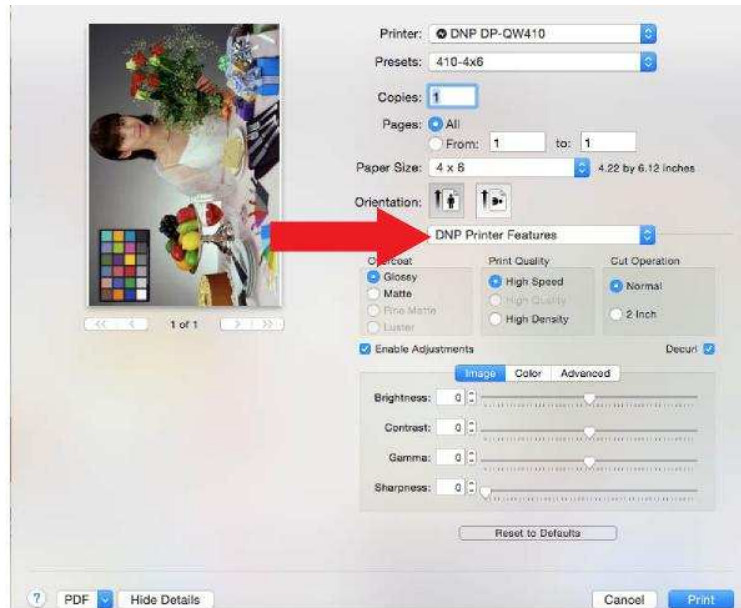 Printer: DNP DP-QW410
Presets: 410-4x6
Copies: 1
Pages: All
From: 1 to: 1
Paper Size: 4 x 6 4.22 by 6.12 inches
Orientation:
DNP Printer Features
Overcoat Print Quality Cut Operation
Glossy High Speed Normal
Matte High Quality
Fine Matte High Density 2 Inch
Luster
1 of 1
Enable Adjustments Decurl
Image Color Advanced
Brightness: 0
Contrast: 0
Gamma: 0
Sharpness: 0
Reset to Defaults
? PDF Hide Details Cancel Print